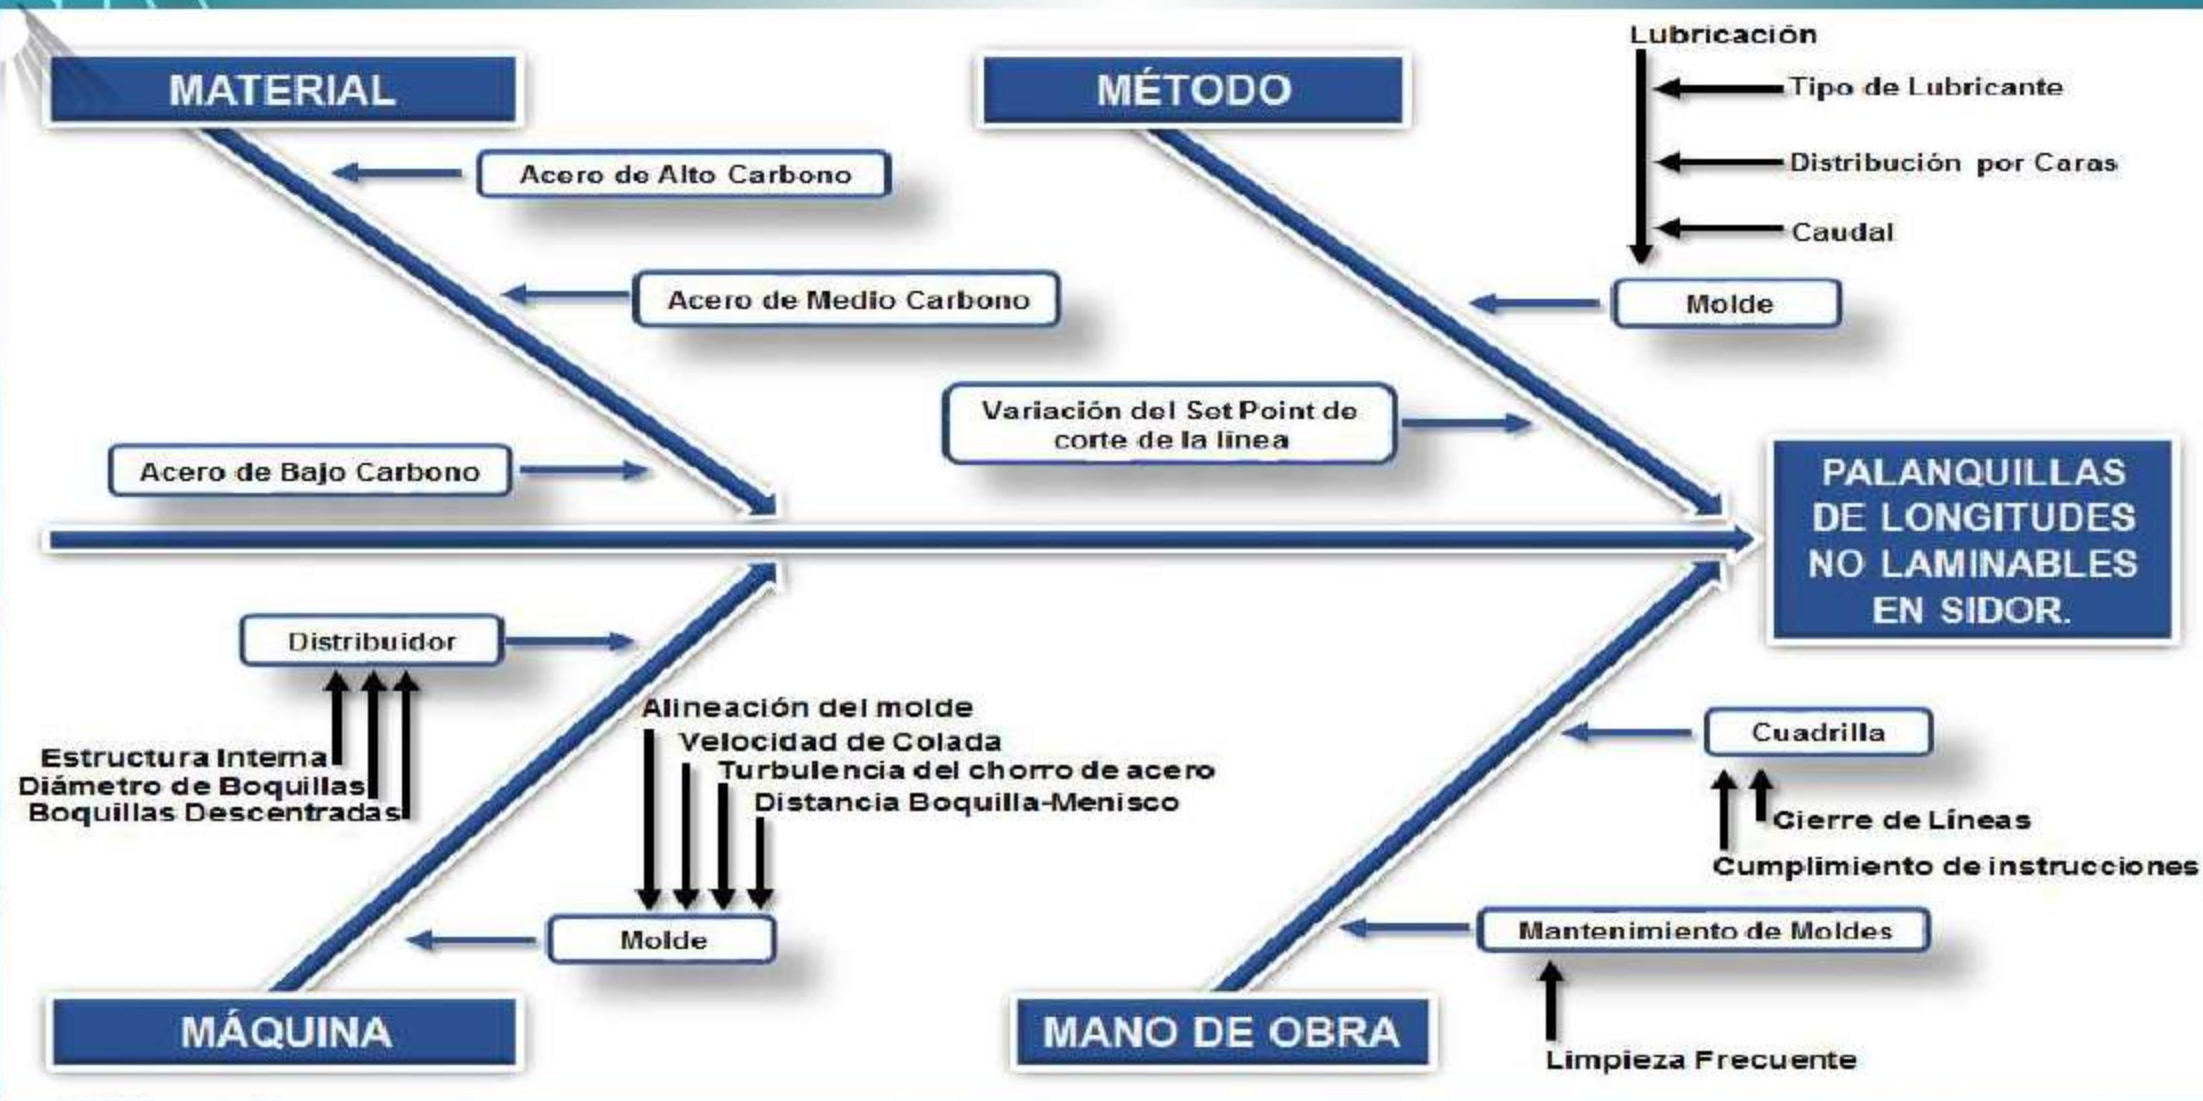 MATERIAL
Acero de Alto Carbono
Acero de Medio Carbono
Acero de Bajo Carbono
MÉTODO
Lubricación
Tipo de Lubricante
Distribución por Caras
Caudal
Molde
Variación del Set Point de
corte de la línea
PALANQUILLAS
DE LONGITUDES
NO LAMINABLES
EN SIDOR.
Distribuidor
Estructura Interna
Diámetro de Boquillas
Boquillas Descentradas
Alineación del molde
Velocidad de Colada
Turbulencia del chorro de acero
Distancia Boquilla-Menisco
Molde
MÁQUINA
Cuadrilla
Cierre de Líneas
Cumplimiento de instrucciones
Mantenimiento de Moldes
Limpieza Frecuente
MANO DE OBRA